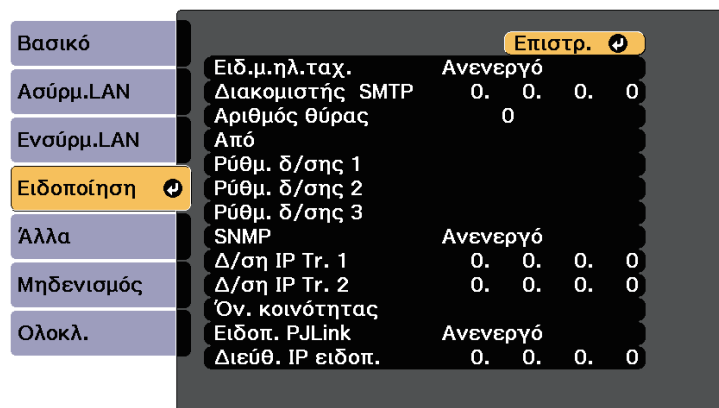 Βασικό
Ασύρμ.LAN
Ενσύρμ.LAN
Ειδοποίηση
Άλλα
Μηδενισμός
Ολοκλ.
Επιστρ.
Ειδ.μ.ηλ.ταχ. Ανενεργό
Διακομιστής SMTP 0. 0. 0. 0
Αριθμός θύρας 0
Από
Ρύθμ. δ/σης 1
Ρύθμ. δ/σης 2
Ρύθμ. δ/σης 3
SNMP Ανενεργό
Δ/ση IP Tr. 1 0. 0. 0. 0
Δ/ση IP Tr. 2 0. 0. 0. 0
Όν. κοινότητας
Ειδοπ. PJLink Ανενεργό
Διεύθ. IP ειδοπ. 0. 0. 0. 0